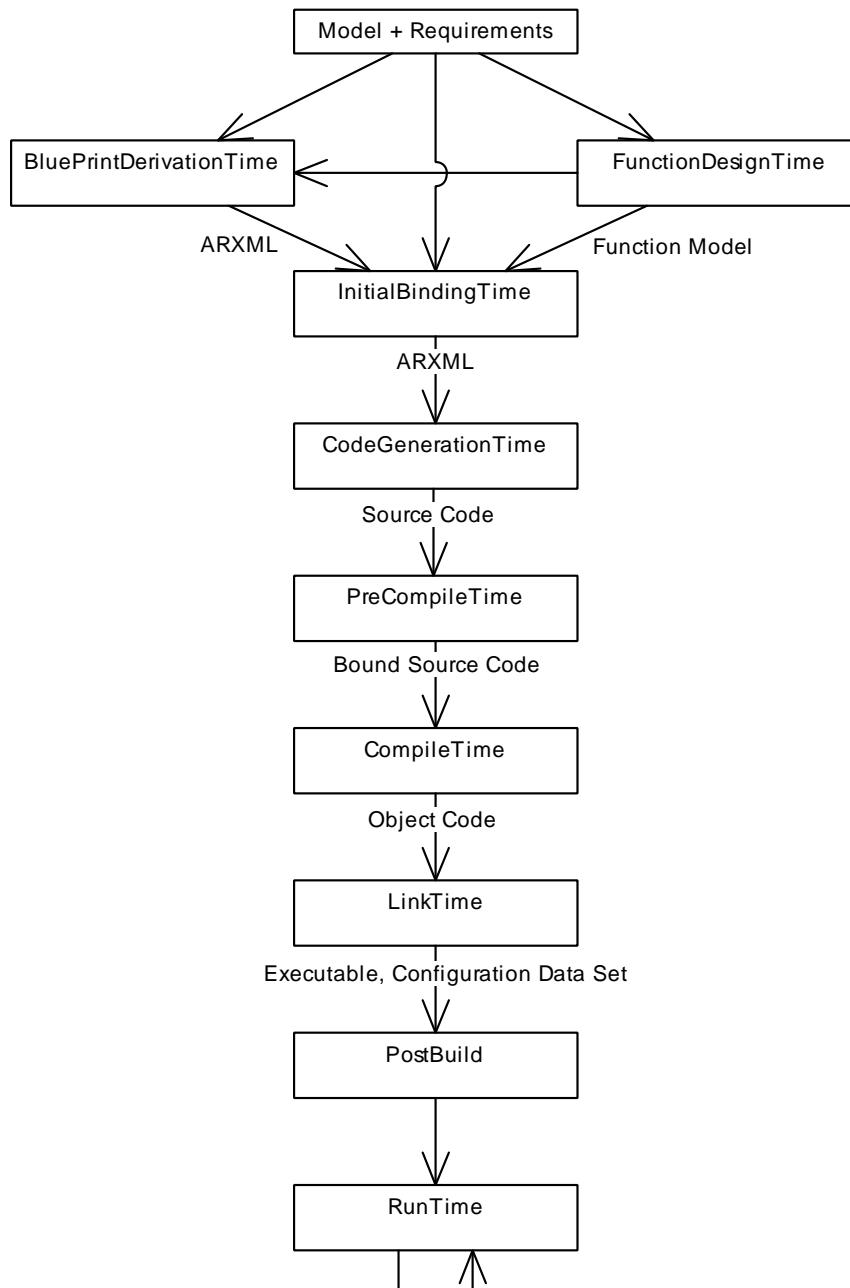 Model + Requirements
BluePrintDerivationTime
FunctionDesignTime
ARXML
Function Model
InitialBindingTime
ARXML
CodeGenerationTime
Source Code
PreCompileTime
Bound Source Code
CompileTime
Object Code
LinkTime
Executable, Configuration Data Set
PostBuild
RunTime